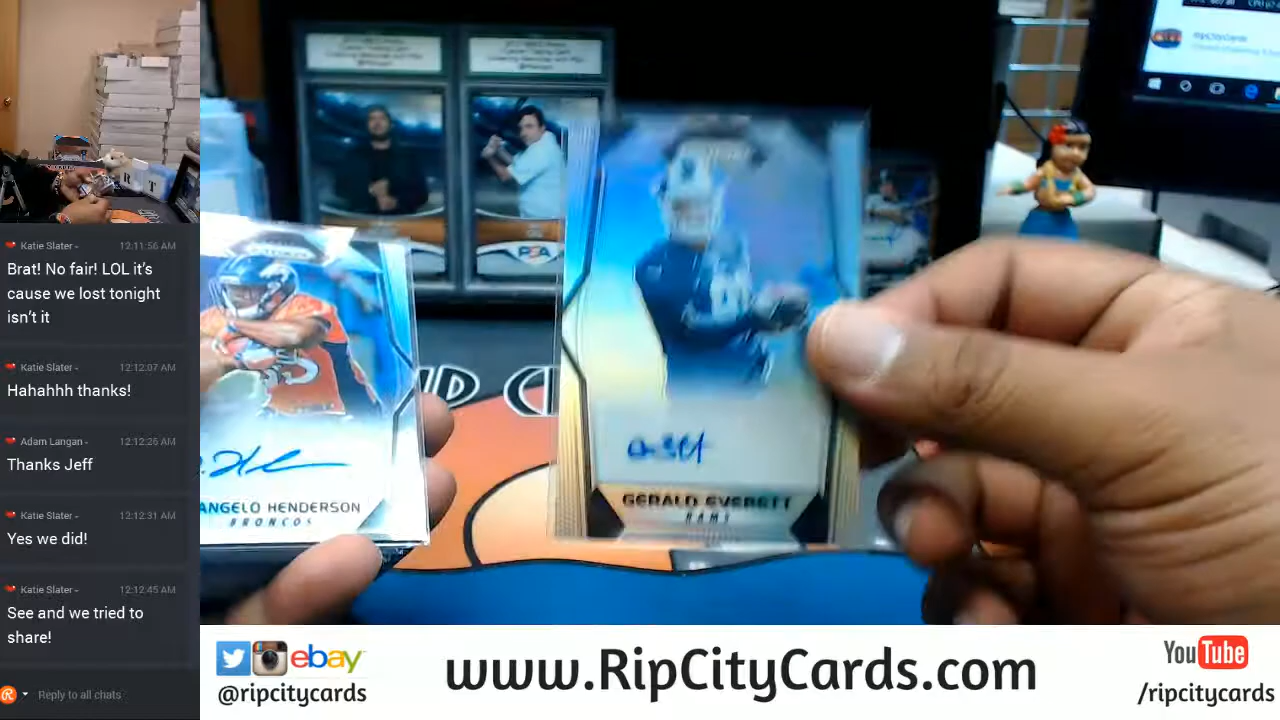 Katie Slater - 12:11:56 AM
Brat! No fair! LOL it's
cause we lost tonight
isn't it
Katie Slater - 12:12:07 AM
Hahahhh thanks!
Adam Langan - 12:12:26 AM
Thanks Jeff
Katie Slater - 12:12:31 AM
Yes we did!
Katie Slater - 12:12:45 AM
See and we tried to
share!
Reply to all chats
R T
RipCityCards
PSA
ANGELO HENDERSON
BRONCOS
GERALD EVERETT
RAMS
ebay
@ripcitycards
www.RipCityCards.com
YouTube
/ripcitycards